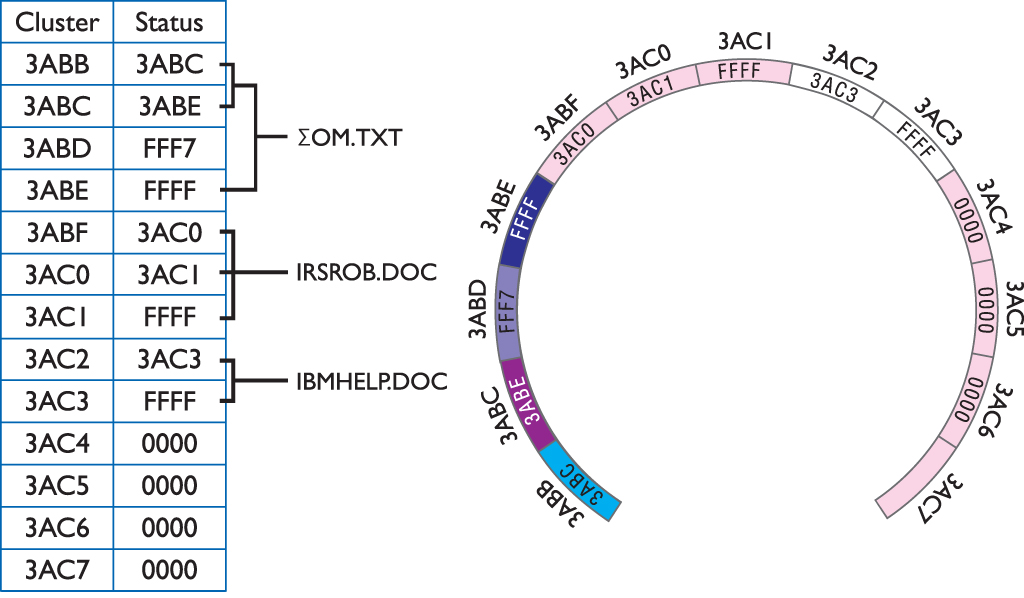 Cluster Status
3ABB 3ABC
3ABC 3ABE
3ABD FFF7
3ABE FFFF
3ABF 3AC0
3AC0 3AC1
3AC1 FFFF
3AC2 3AC3
3AC3 FFFF
3AC4 0000
3AC5 0000
3AC6 0000
3AC7 0000
ΣOM.TXT
IRSROB.DOC
IBMHELP.DOC
3ABB
3ABC
3ABC
3ABE
3ABD
FFF7
3ABE
FFFF
3ABF
3AC0
3AC0
3AC1
3AC1
FFFF
3AC2
3AC3
3AC3
FFFF
3AC4
0000
3AC5
0000
3AC6
0000
3AC7